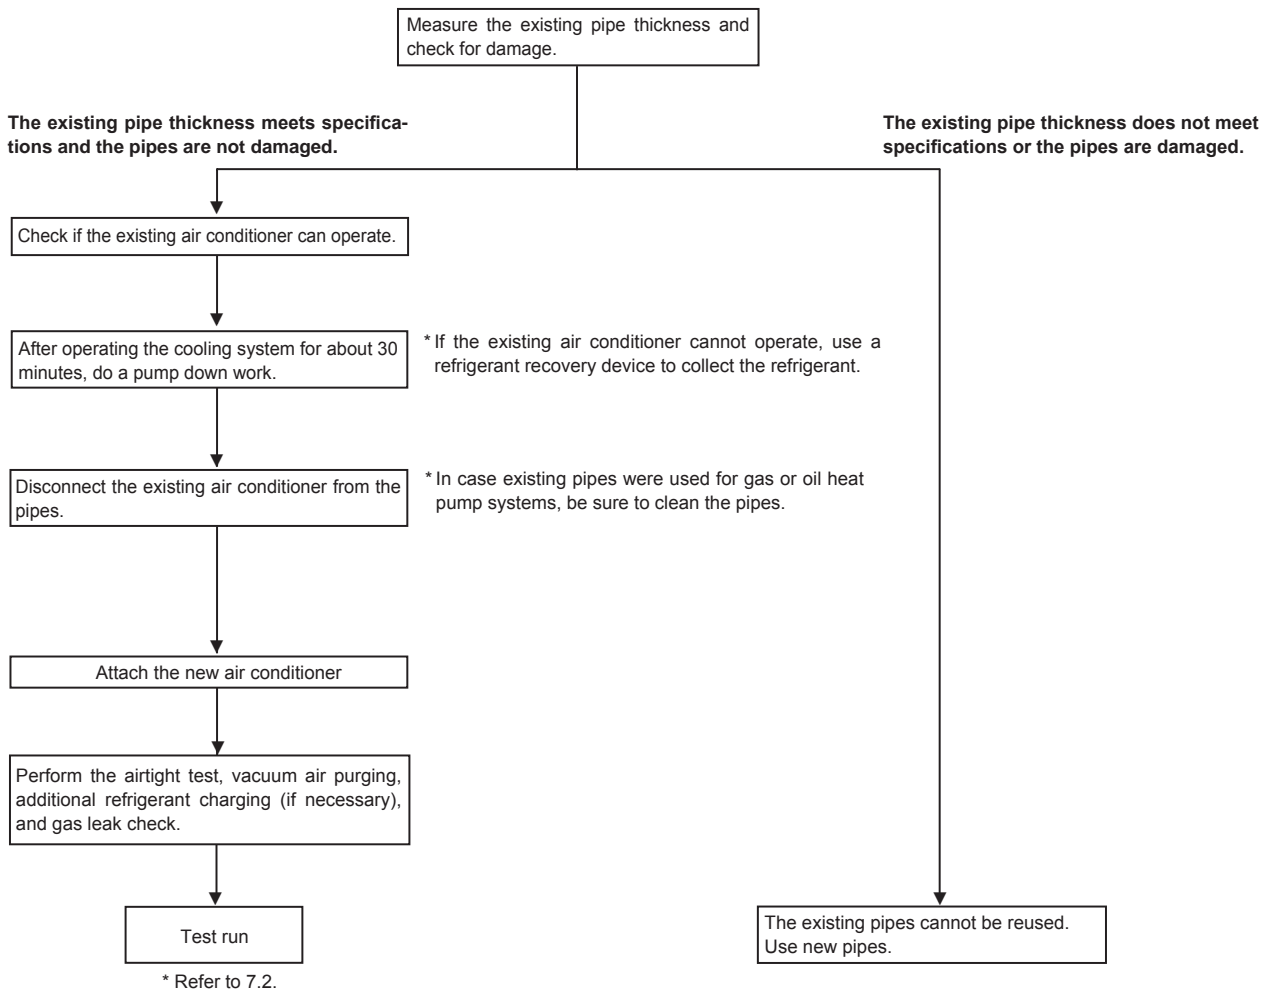 Measure the existing pipe thickness and
check for damage.
The existing pipe thickness meets specifica-
tions and the pipes are not damaged.
The existing pipe thickness does not meet
specifications or the pipes are damaged.
Check if the existing air conditioner can operate.
After operating the cooling system for about 30
minutes, do a pump down work.
* If the existing air conditioner cannot operate, use a
refrigerant recovery device to collect the refrigerant.
Disconnect the existing air conditioner from the
pipes.
* In case existing pipes were used for gas or oil heat
pump systems, be sure to clean the pipes.
Attach the new air conditioner
Perform the airtight test, vacuum air purging,
additional refrigerant charging (if necessary),
and gas leak check.
Test run
* Refer to 7.2.
The existing pipes cannot be reused.
Use new pipes.